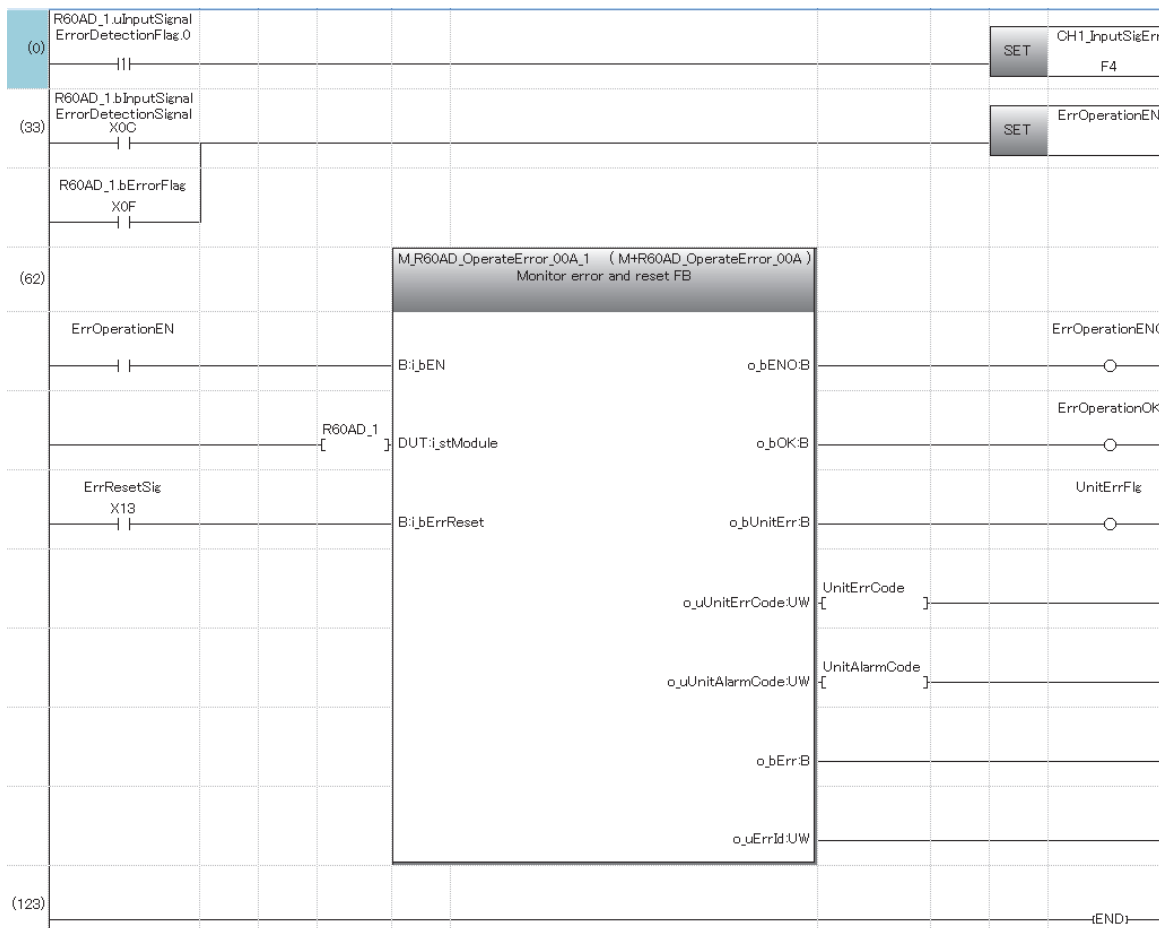 R60AD_1.uInputSignal
ErrorDetectionFlag.0
(0)
SET
CH1_InputSigErr
F4
R60AD_1.bInputSignal
ErrorDetectionSignal
X0C
(33)
SET
ErrOperationEN
R60AD_1.bErrorFlag
X0F
(62)
M_R60AD_OperateError_00A_1 ( M+R60AD_OperateError_00A )
Monitor error and reset FB
ErrOperationEN
B:i_bEN
o_bENO:B
ErrOperationENO
R60AD_1
DUT:i_stModule
o_bOK:B
ErrOperationOK
ErrResetSig
X13
B:i_bErrReset
o_bUnitErr:B
UnitErrFlg
o_uUnitErrCode:UW
UnitErrCode
o_uUnitAlarmCode:UW
UnitAlarmCode
o_bErr:B
o_uErrId:UW
(123)
END